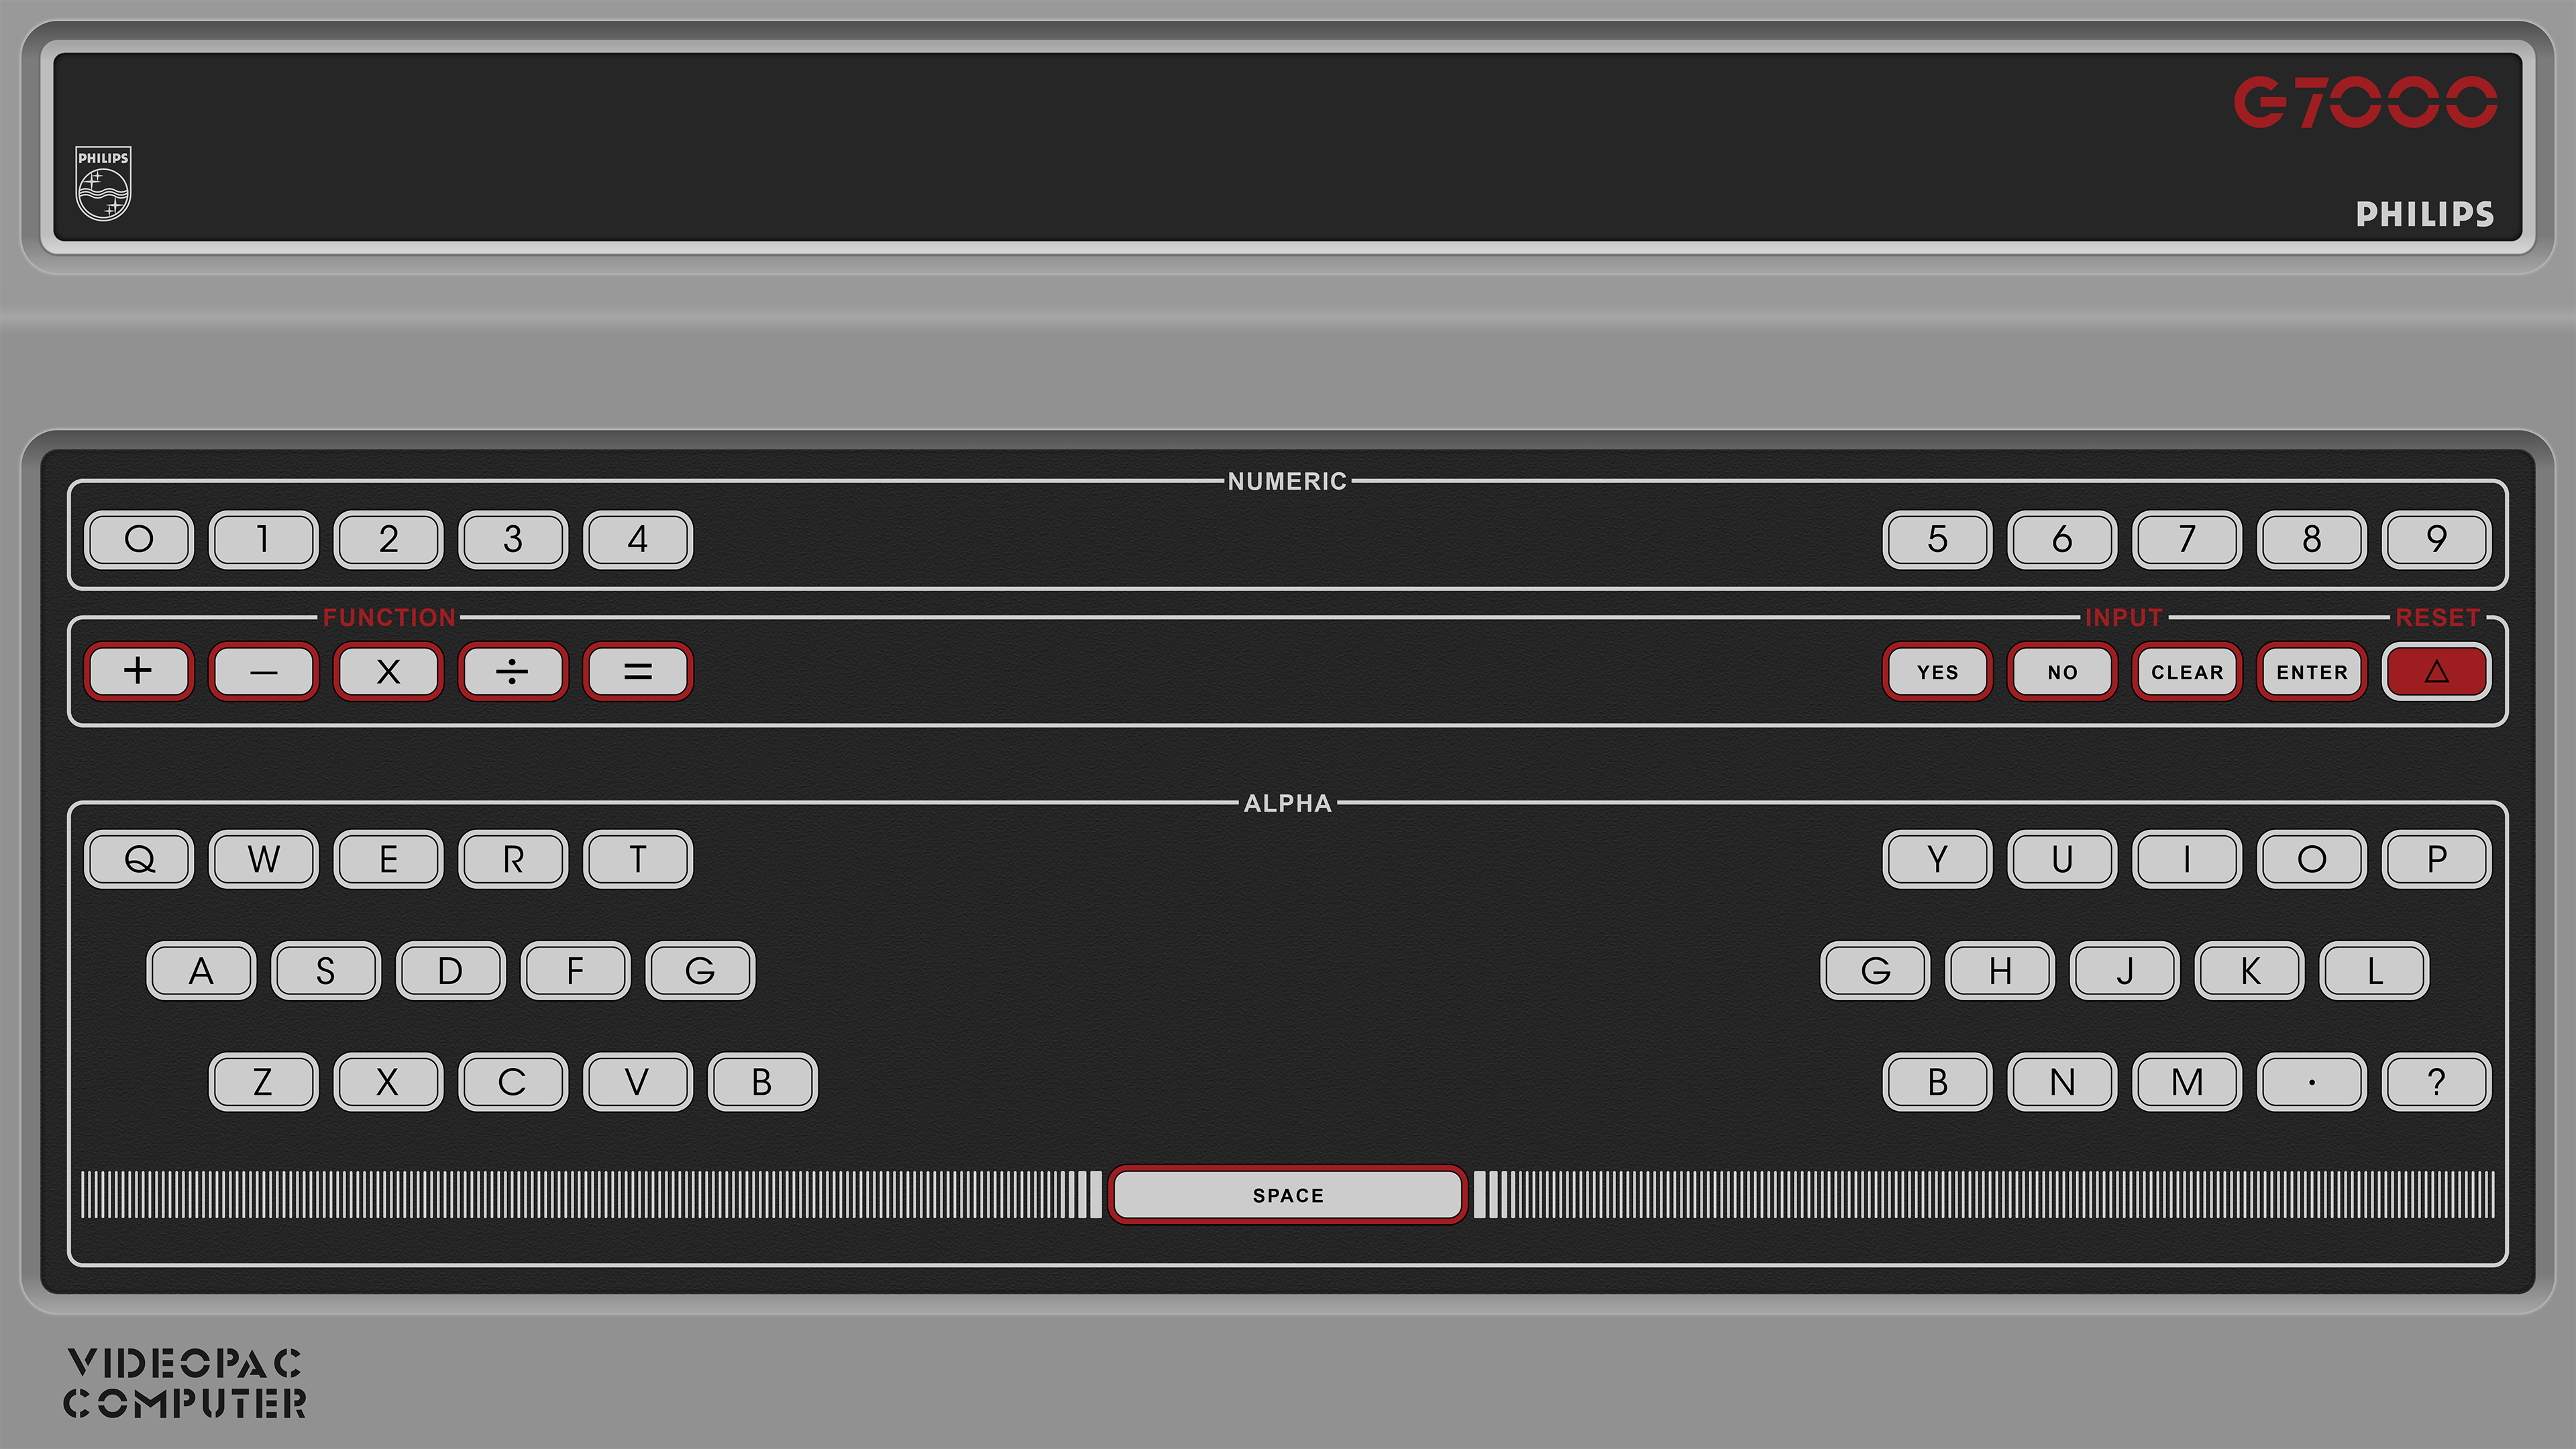 G7000
PHILIPS
PHILIPS
NUMERIC
0 1 2 3 4 5 6 7 8 9
FUNCTION INPUT RESET
+ − X ÷ = YES NO CLEAR ENTER △
ALPHA
Q W E R T Y U I O P
A S D F G G H J K L
Z X C V B B N M . ?
SPACE
VIDEOPAC
COMPUTER